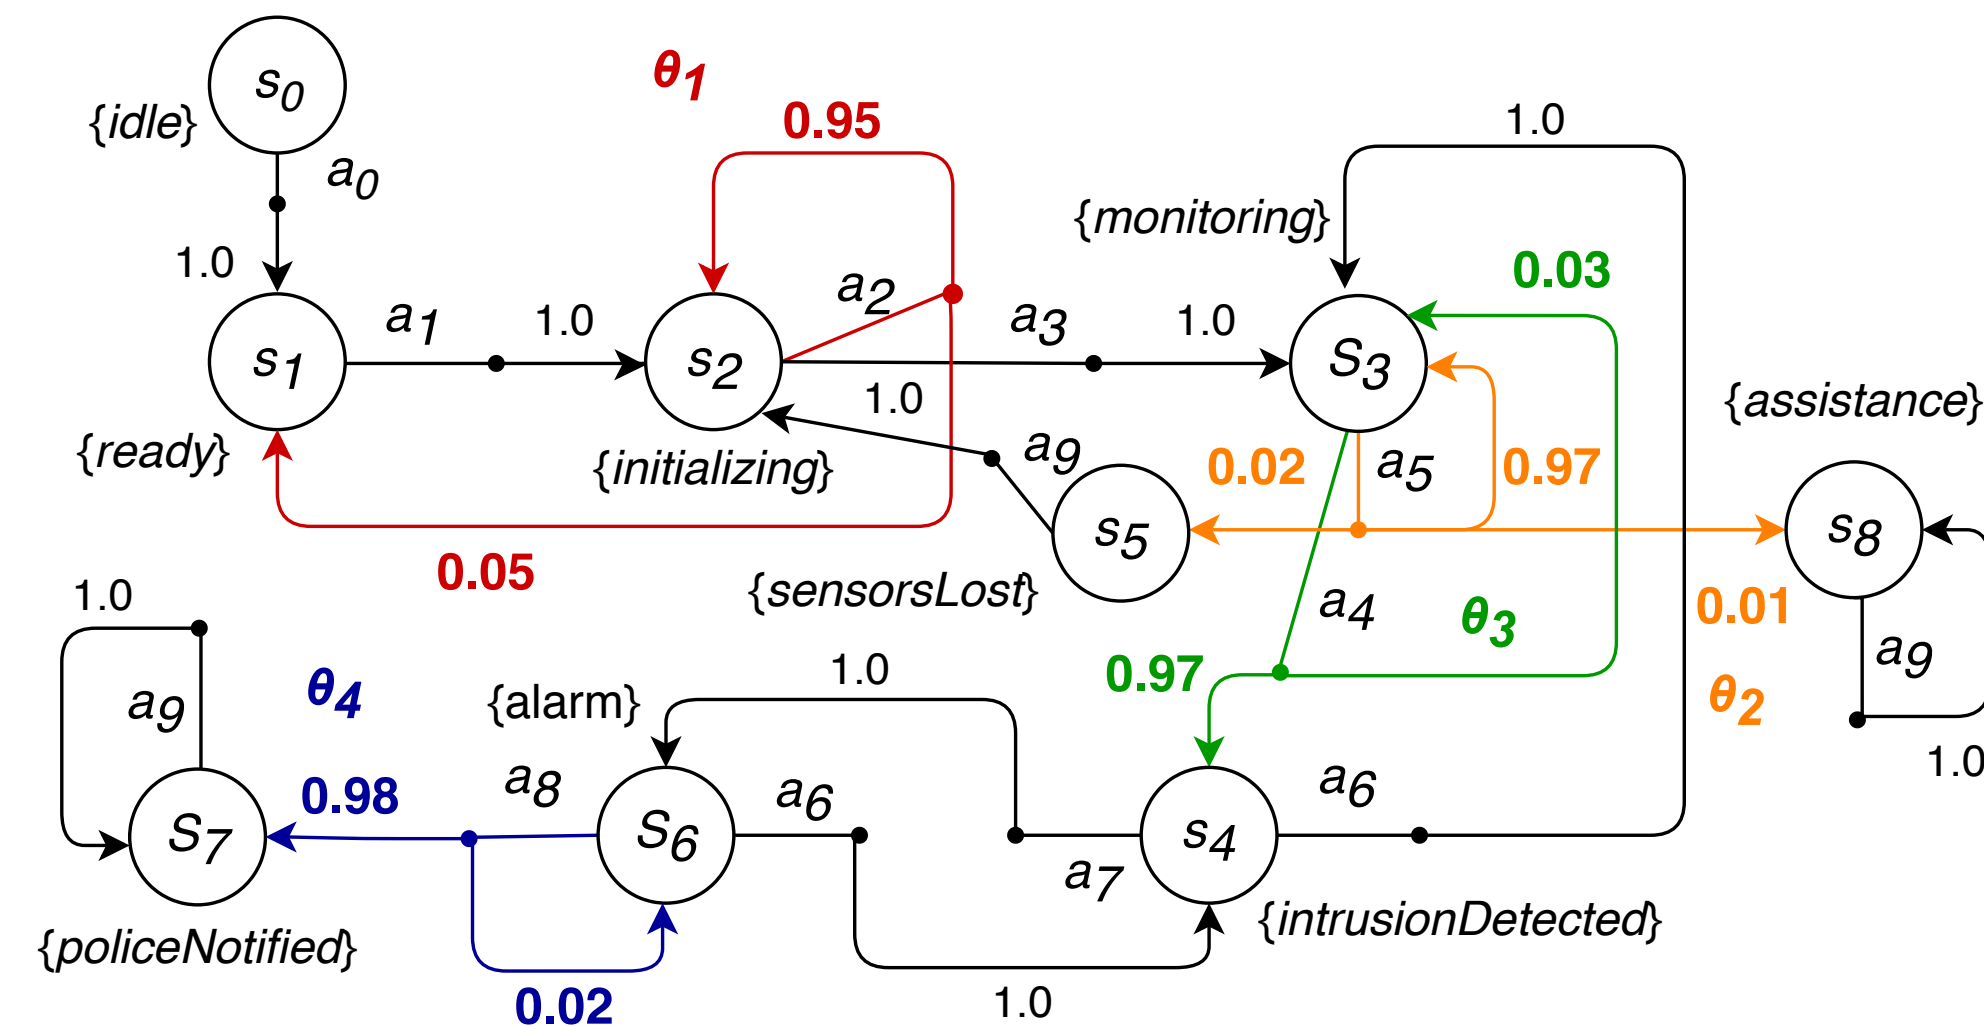 s0
{idle}
a0
1.0
θ1
0.95
1.0
{monitoring}
0.03
s1
a1
1.0
s2
a2
a3
1.0
S3
{ready}
{initializing}
1.0
a9
0.02
a5
0.97
{assistance}
s5
s8
0.05
{sensorsLost}
a4
θ3
0.01
a9
θ2
1.0
1.0
a9
θ4
{alarm}
1.0
0.97
S7
0.98
a8
S6
a6
a7
s4
a6
{policeNotified}
0.02
1.0
{intrusionDetected}